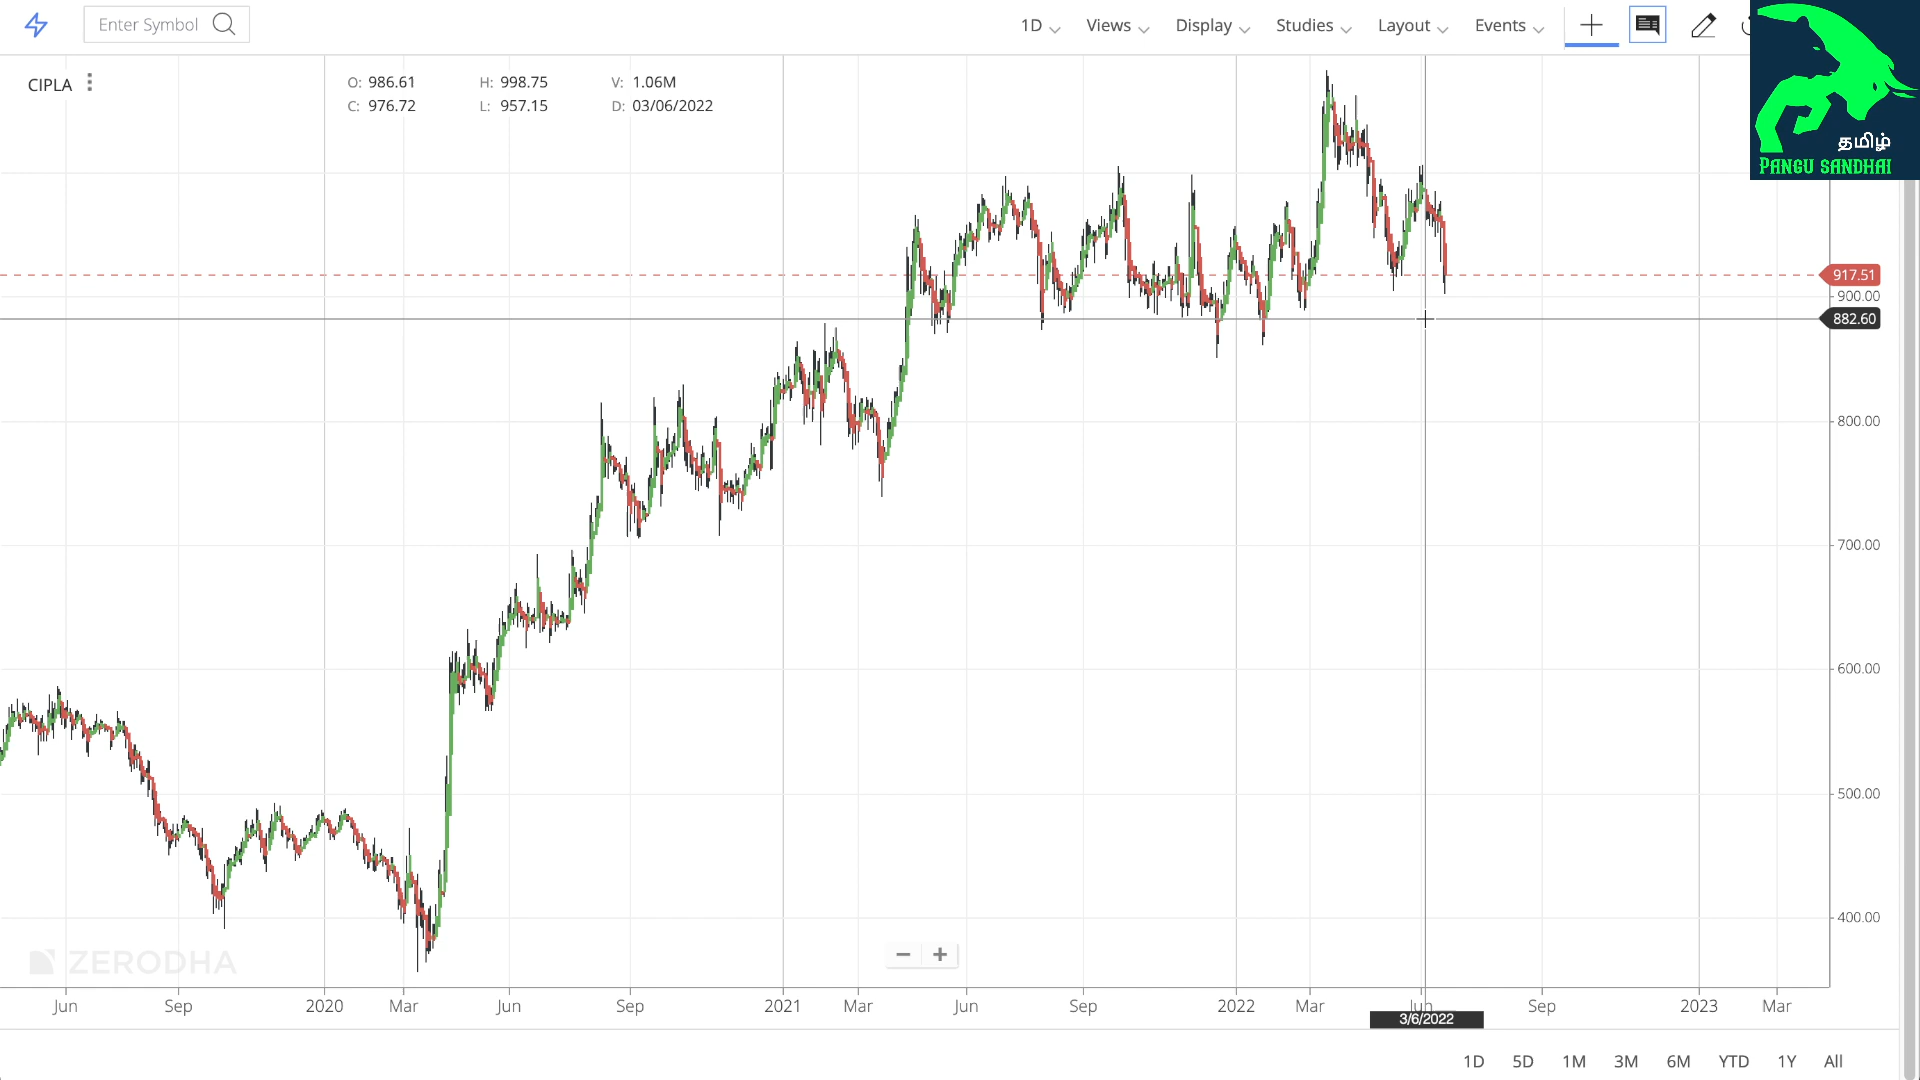 Enter Symbol
1D Views Display Studies Layout Events
CIPLA
O: 986.61 H: 998.75 V: 1.06M
C: 976.72 L: 957.15 D: 03/06/2022
தமிழ்
PANGU SANDHAI
917.51
900.00
882.60
800.00
700.00
600.00
500.00
400.00
ZERODHA
Jun Sep 2020 Mar Jun Sep 2021 Mar Jun Sep 2022 Mar Jun Sep 2023 Mar
3/6/2022
1D 5D 1M 3M 6M YTD 1Y All